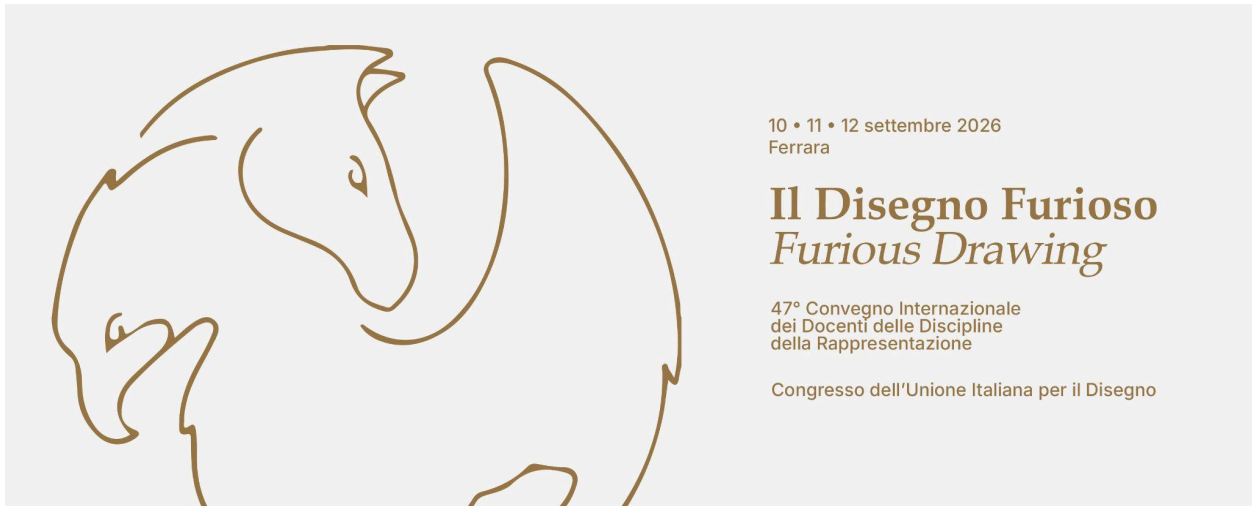 10 • 11 • 12 settembre 2026
Ferrara
Il Disegno Furioso
Furious Drawing
47° Convegno Internazionale
dei Docenti delle Discipline
della Rappresentazione
Congresso dell’Unione Italiana per il Disegno